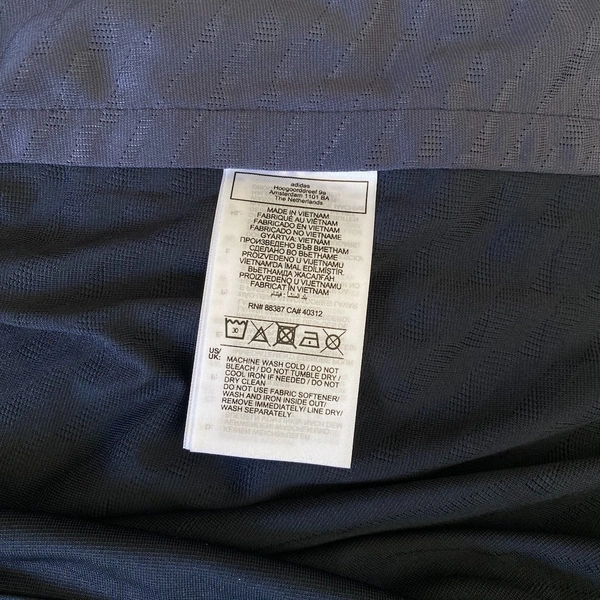 adidas
Hoogoorddreef 9a
Amsterdam 1101 BA
The Netherlands
MADE IN VIETNAM
FABRIQUÉ AU VIÊTNAM
FABRICADO EN VIETNAM
FABRICADO NO VIETNAME
GYÁRTVA: VIETNAM
ПРОИЗВЕДЕНО ВЪВ ВИЕТНАМ
СДЕЛАНО ВО ВЬЕТНАМЕ
PROIZVEDENO U VIJETNAMU
VIETNAM'DA İMAL EDİLMİŞTİR.
ВЬЕТНАМДА ЖАСАЛҒАН
PROIZVEDENO U VIJETNAMU
FABRICAT ÎN VIETNAM
RN# 88387 CA# 40312
30
US/
UK:
MACHINE WASH COLD / DO NOT
BLEACH / DO NOT TUMBLE DRY /
COOL IRON IF NEEDED / DO NOT
DRY CLEAN
DO NOT USE FABRIC SOFTENER/
WASH AND IRON INSIDE OUT/
REMOVE IMMEDIATELY/ LINE DRY/
WASH SEPARATELY